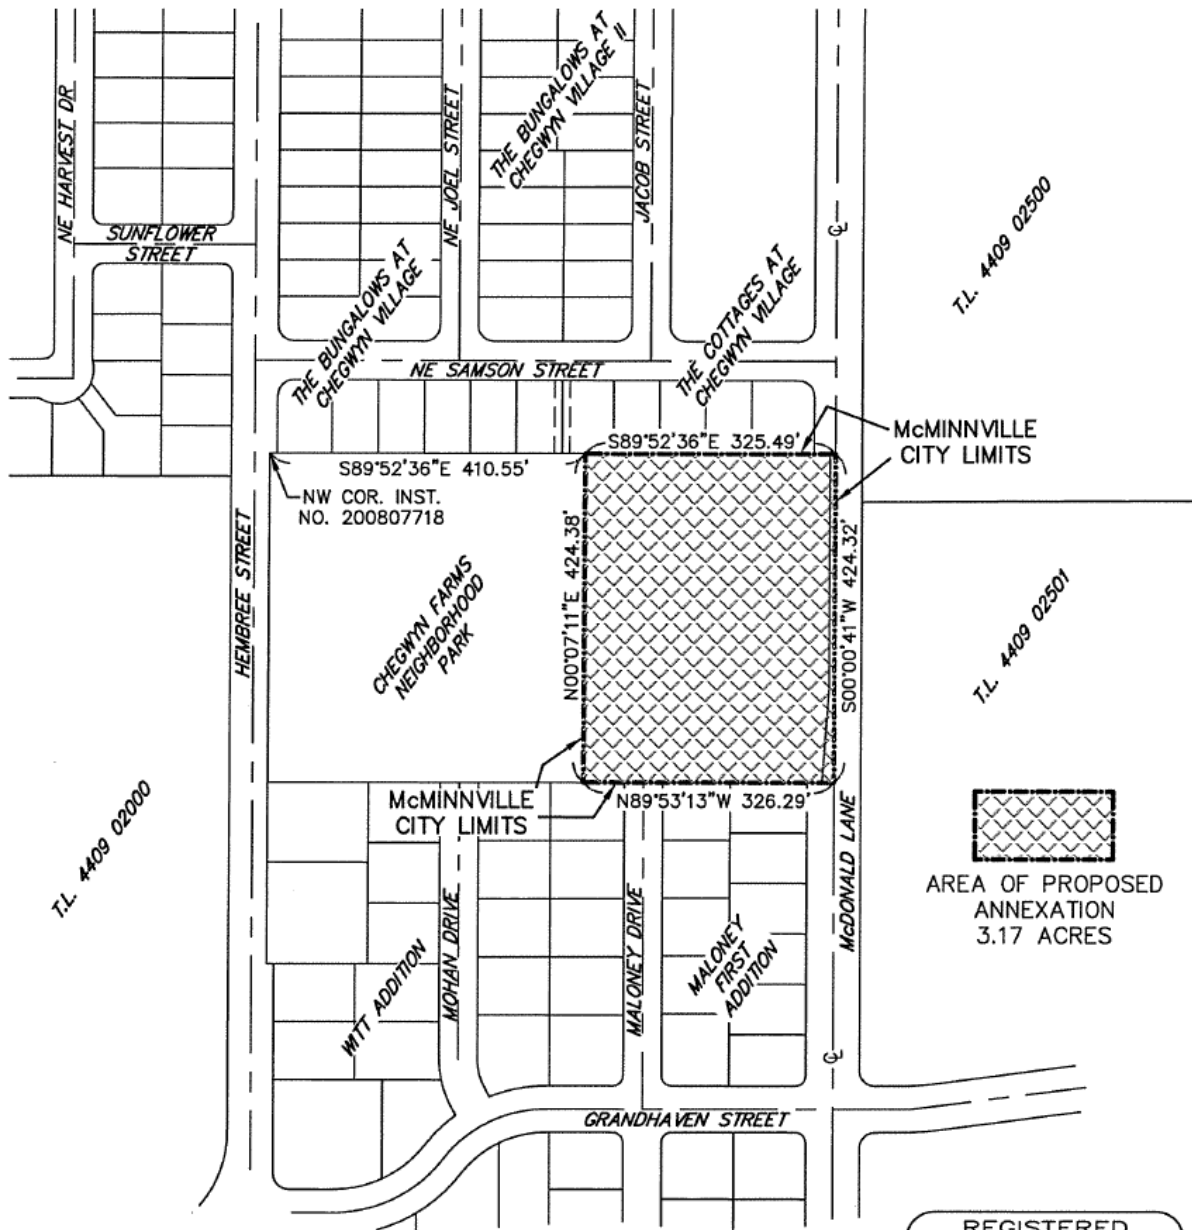 NE HARVEST DR
SUNFLOWER
STREET
NE JOEL STREET
THE BUNGALOWS AT
CHEGWYN VILLAGE II
JACOB STREET
THE BUNGALOWS AT
CHEGWYN VILLAGE
THE COTTAGES AT
CHEGWYN VILLAGE
T.L. 4409 02500
CL
NE SAMSON STREET
S89°52'36"E 325.49'
McMINNVILLE
CITY LIMITS
S89°52'36"E 410.55'
NW COR. INST.
NO. 200807718
HEMBREE STREET
CHEGWYN FARMS
NEIGHBORHOOD
PARK
N00°07'11"E 424.38'
S00°00'41"W 424.32'
T.L. 4409 02501
McMINNVILLE
CITY LIMITS
N89°53'13"W 326.29'
T.L. 4409 02000
McDONALD LANE
AREA OF PROPOSED
ANNEXATION
3.17 ACRES
WITT ADDITION
MOHAN DRIVE
MALONEY DRIVE
MALONEY
FIRST
ADDITION
CL
GRANDHAVEN STREET
REGISTERED